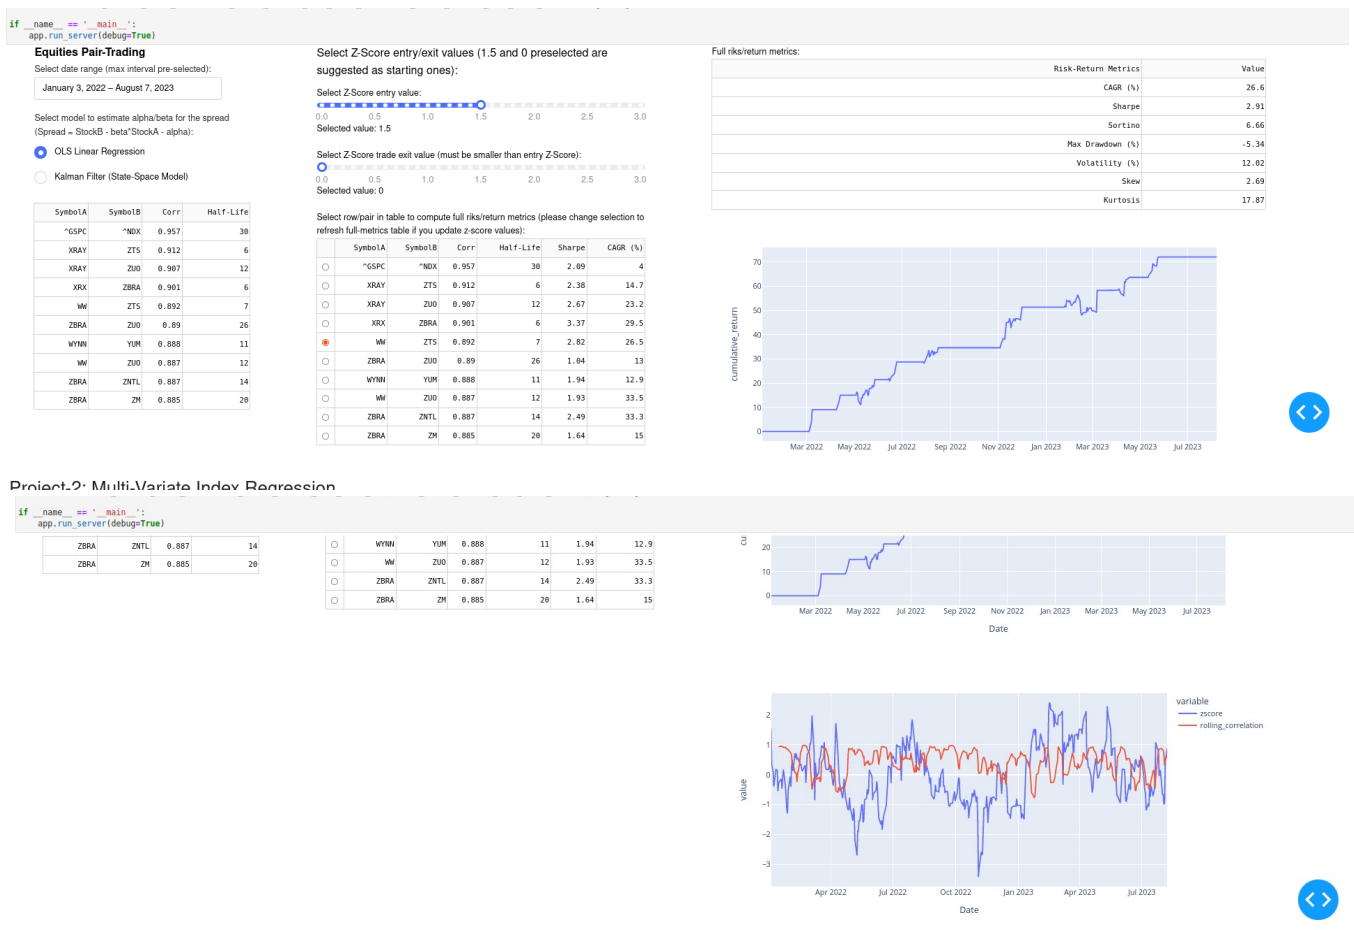 if __name__ == '__main__':
app.run_server(debug=True)
Equities Pair-Trading
Select date range (max interval pre-selected):
January 3, 2022 – August 7, 2023
Select model to estimate alpha/beta for the spread
(Spread = StockB - beta*StockA - alpha):
OLS Linear Regression
Kalman Filter (State-Space Model)
SymbolA SymbolB Corr Half-Life
^GSPC ^NDX 0.957 30
XRAY ZTS 0.912 6
XRAY ZUO 0.907 12
XRX ZBRA 0.901 6
WW ZTS 0.892 7
ZBRA ZUO 0.89 26
WYNN YUM 0.888 11
WW ZUO 0.887 12
ZBRA ZNTL 0.887 14
ZBRA ZM 0.885 20
Select Z-Score entry/exit values (1.5 and 0 preselected are
suggested as starting ones):
Select Z-Score entry value:
0.0 0.5 1.0 1.5 2.0 2.5 3.0
Selected value: 1.5
Select Z-Score trade exit value (must be smaller than entry Z-Score):
0.0 0.5 1.0 1.5 2.0 2.5 3.0
Selected value: 0
Select row/pair in table to compute full riks/return metrics (please change selection to
refresh full-metrics table if you update z-score values):
SymbolA SymbolB Corr Half-Life Sharpe CAGR (%)
^GSPC ^NDX 0.957 30 2.09 4
XRAY ZTS 0.912 6 2.38 14.7
XRAY ZUO 0.907 12 2.67 23.2
XRX ZBRA 0.901 6 3.37 29.5
WW ZTS 0.892 7 2.82 26.5
ZBRA ZUO 0.89 26 1.04 13
WYNN YUM 0.888 11 1.94 12.9
WW ZUO 0.887 12 1.93 33.5
ZBRA ZNTL 0.887 14 2.49 33.3
ZBRA ZM 0.885 20 1.64 15
Full riks/return metrics:
Risk-Return Metrics Value
CAGR (%) 26.6
Sharpe 2.91
Sortino 6.66
Max Drawdown (%) -5.34
Volatility (%) 12.02
Skew 2.69
Kurtosis 17.87
cumulative_return
70
60
50
40
30
20
10
0
Mar 2022 May 2022 Jul 2022 Sep 2022 Nov 2022 Jan 2023 Mar 2023 May 2023 Jul 2023
Project-2: Multi-Variate Index Regression
if __name__ == '__main__':
app.run_server(debug=True)
ZBRA ZNTL 0.887 14
ZBRA ZM 0.885 20
WYNN YUM 0.888 11 1.94 12.9
WW ZUO 0.887 12 1.93 33.5
ZBRA ZNTL 0.887 14 2.49 33.3
ZBRA ZM 0.885 20 1.64 15
cu
20
10
0
Mar 2022 May 2022 Jul 2022 Sep 2022 Nov 2022 Jan 2023 Mar 2023 May 2023 Jul 2023
Date
variable
zscore
rolling_correlation
value
2
1
0
−1
−2
−3
Apr 2022 Jul 2022 Oct 2022 Jan 2023 Apr 2023 Jul 2023
Date